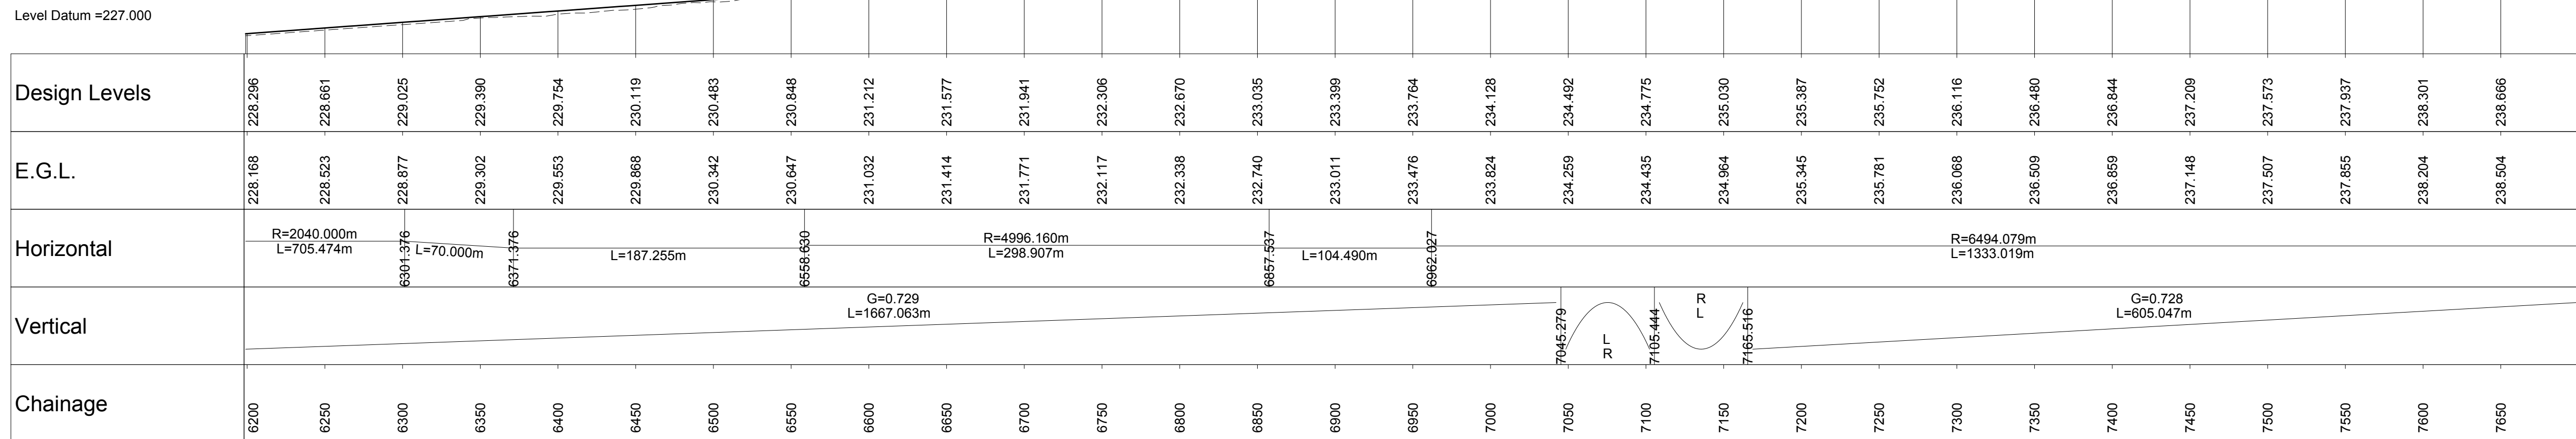 Level Datum =227.000
Design Levels
228.296 228.661 229.025 229.390 229.754 230.119 230.483 230.848 231.212 231.577 231.941 232.306 232.670 233.035 233.399 233.764 234.128 234.492 234.775 235.030 235.387 235.752 236.116 236.480 236.844 237.209 237.573 237.937 238.301 238.666
E.G.L.
228.168 228.523 228.877 229.302 229.553 229.868 230.342 230.647 231.032 231.414 231.771 232.117 232.338 232.740 233.011 233.476 233.824 234.259 234.435 234.964 235.345 235.781 236.068 236.509 236.859 237.148 237.507 237.855 238.204 238.504
Horizontal
R=2040.000m
L=705.474m
6301.376
L=70.000m
6371.376
L=187.255m
6558.630
R=4996.160m
L=298.907m
6857.537
L=104.490m
6962.027
R=6494.079m
L=1333.019m
Vertical
G=0.729
L=1667.063m
7045.279
L
R
7105.444
R
L
7165.516
G=0.728
L=605.047m
Chainage
6200 6250 6300 6350 6400 6450 6500 6550 6600 6650 6700 6750 6800 6850 6900 6950 7000 7050 7100 7150 7200 7250 7300 7350 7400 7450 7500 7550 7600 7650